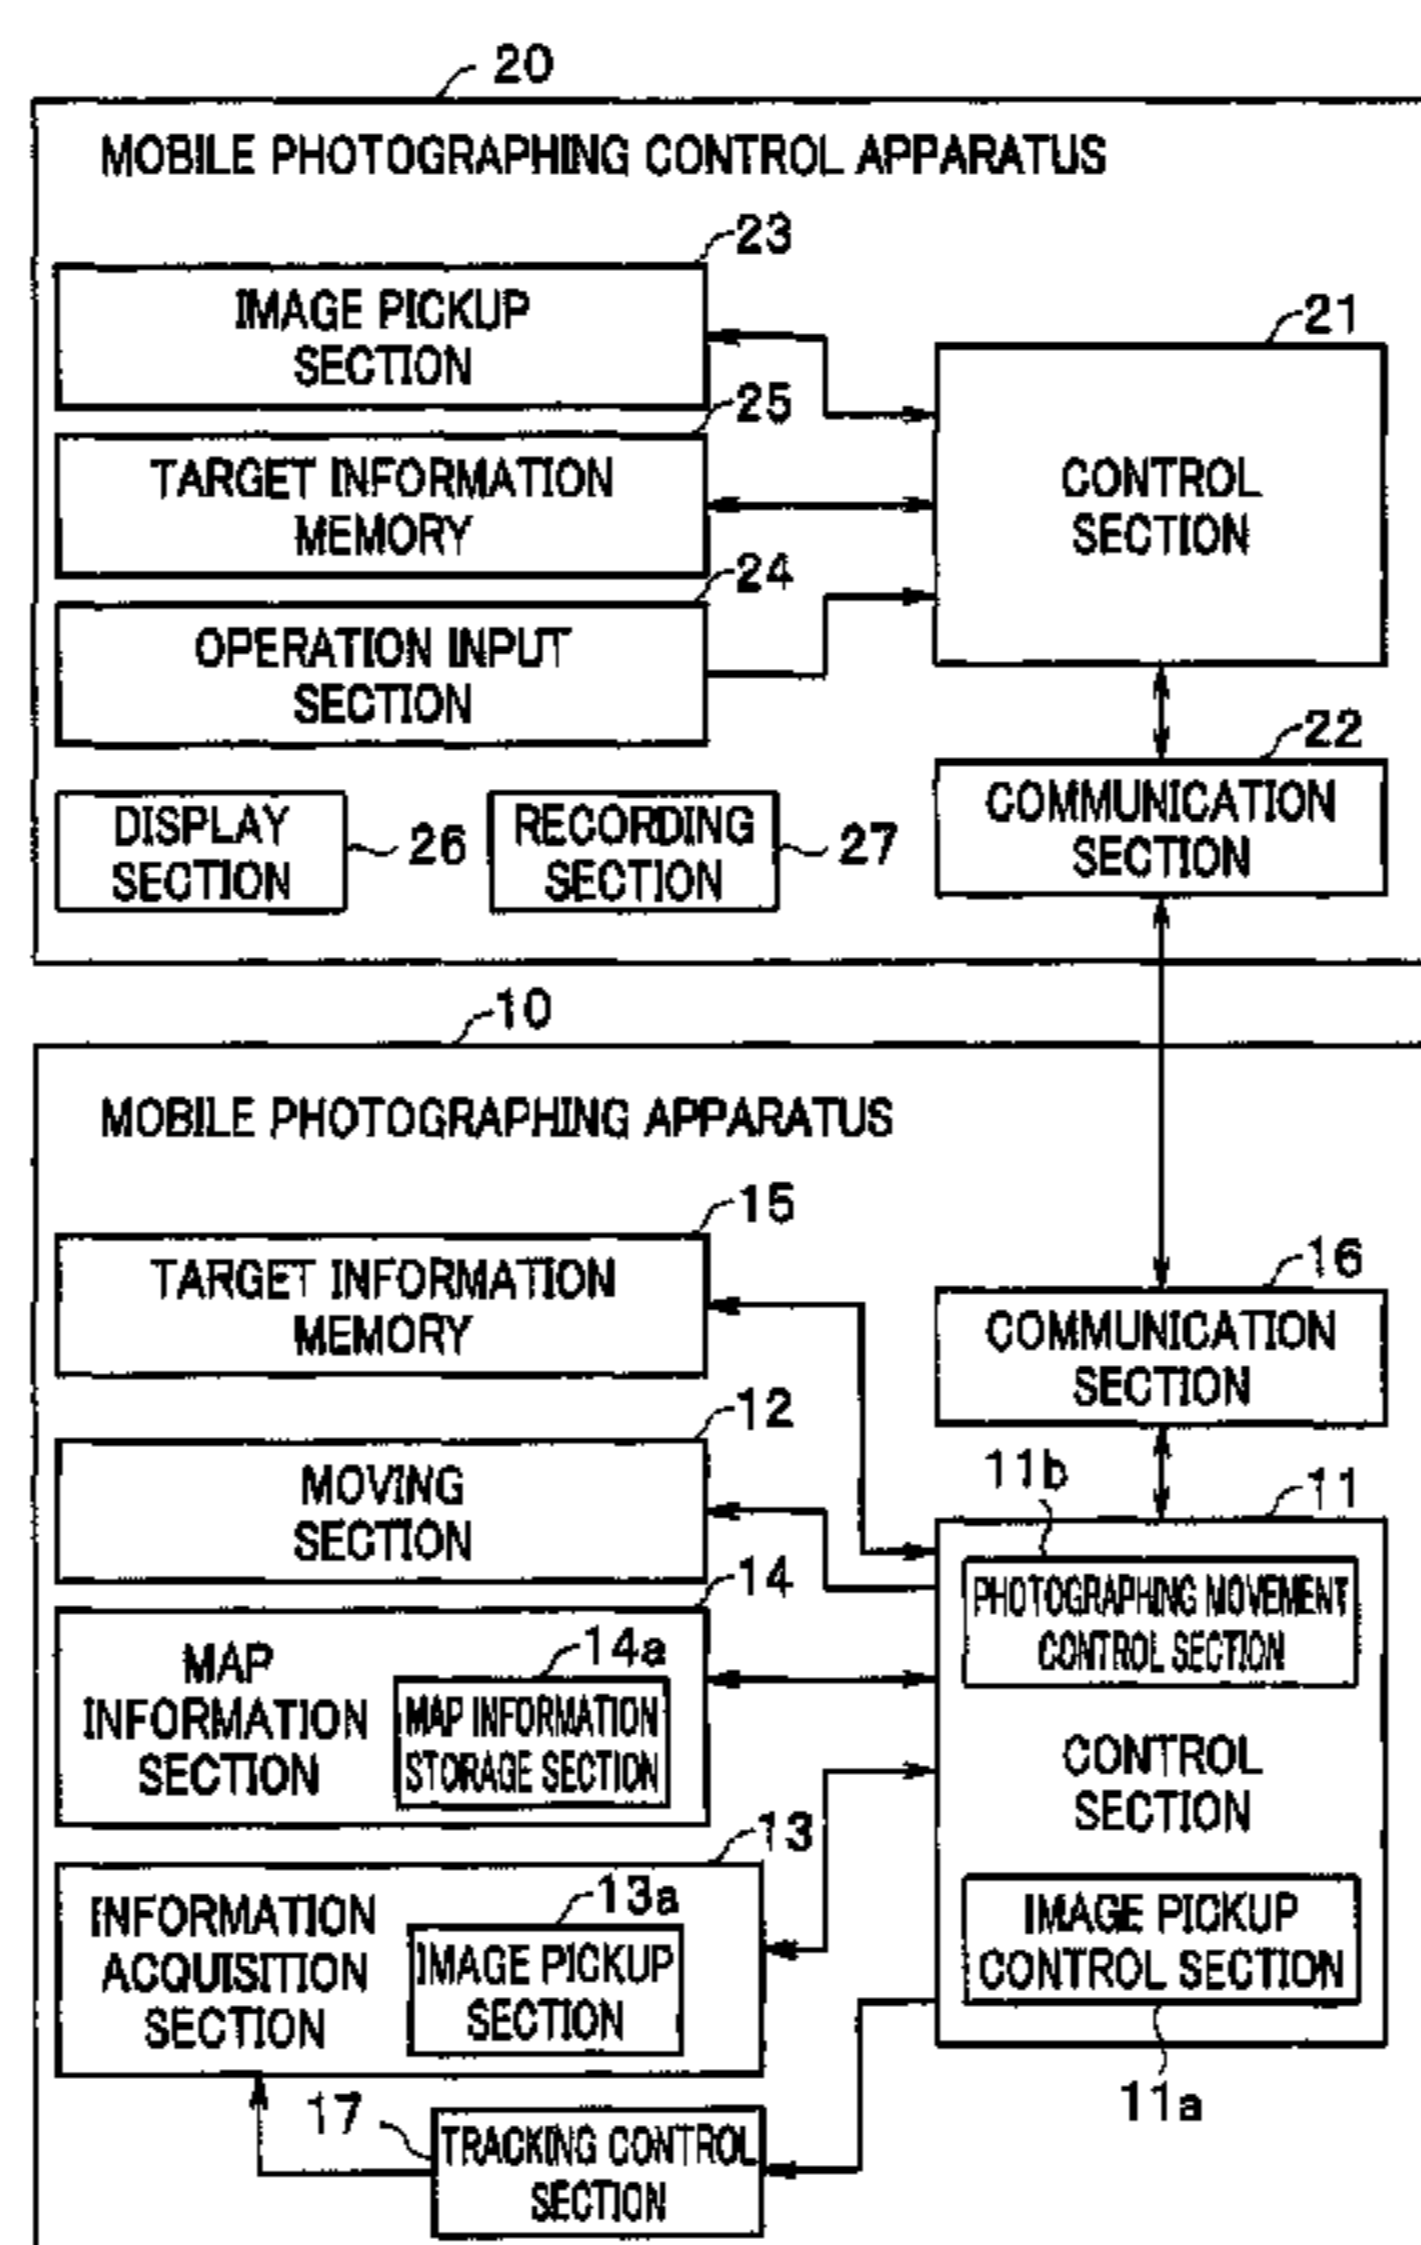 20
MOBILE PHOTOGRAPHING CONTROL APPARATUS
23
IMAGE PICKUP
SECTION
21
CONTROL
SECTION
25
TARGET INFORMATION
MEMORY
24
OPERATION INPUT
SECTION
22
COMMUNICATION
SECTION
DISPLAY
SECTION
26
RECORDING
SECTION
27
10
MOBILE PHOTOGRAPHING APPARATUS
15
TARGET INFORMATION
MEMORY
16
COMMUNICATION
SECTION
12
MOVING
SECTION
11b
11
PHOTOGRAPHING MOVEMENT
CONTROL SECTION
CONTROL
SECTION
IMAGE PICKUP
CONTROL SECTION
11a
14
MAP
INFORMATION
SECTION
14a
MAP INFORMATION
STORAGE SECTION
13
INFORMATION
ACQUISITION
SECTION
13a
IMAGE PICKUP
SECTION
17
TRACKING CONTROL
SECTION